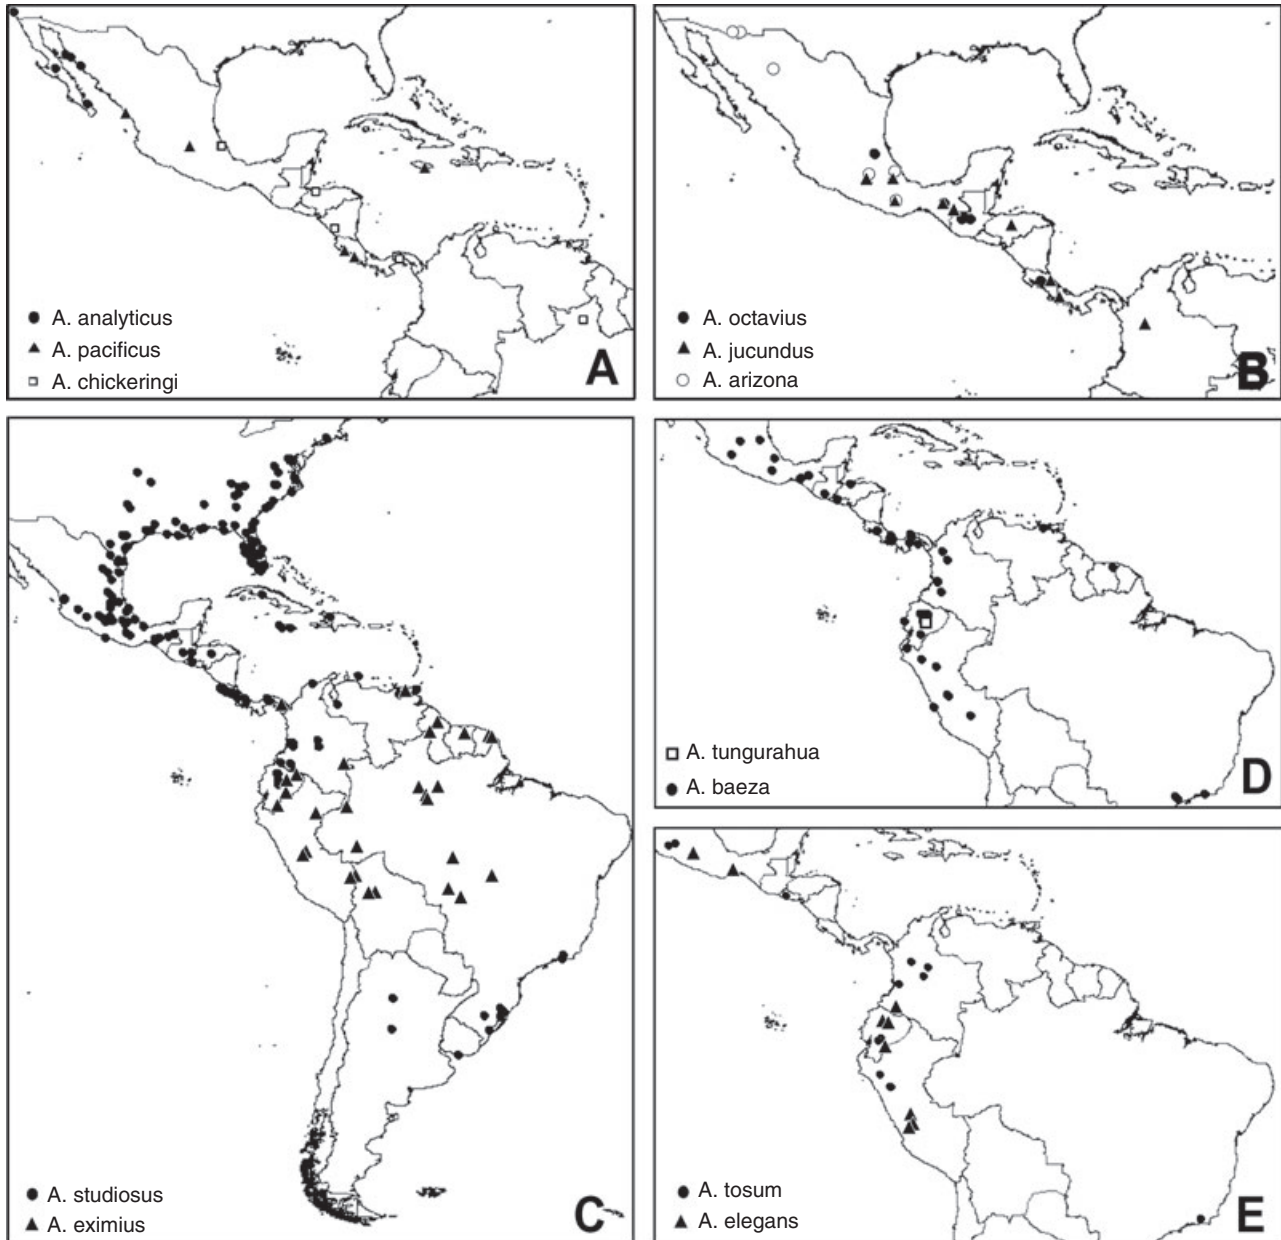 A. analyticus
A. pacificus
A. chickeringi
A
A. octavius
A. jucundus
A. arizona
B
A. studiosus
A. eximius
C
A. tungurahua
A. baeza
D
A. tosum
A. elegans
E